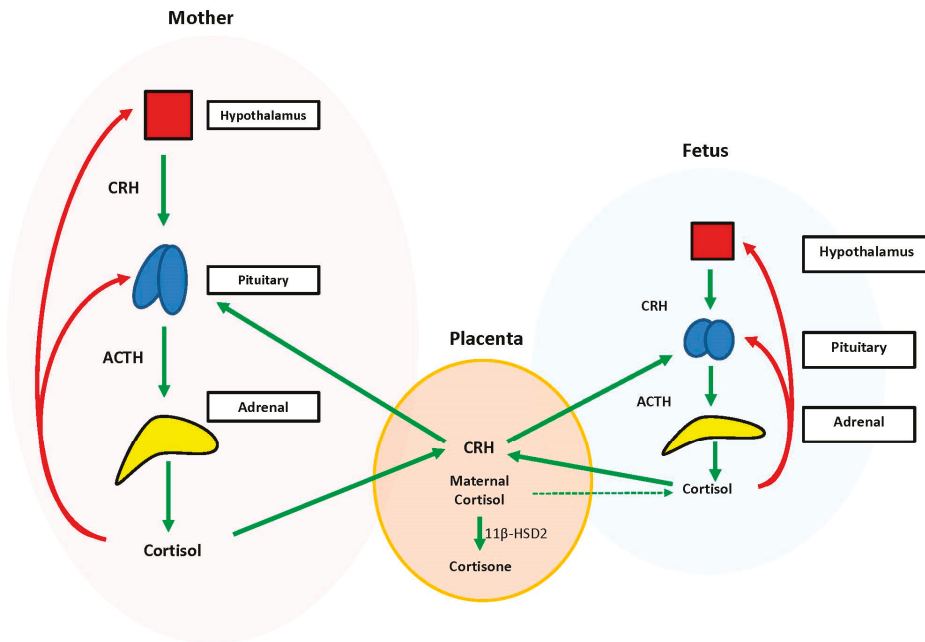 Mother
Hypothalamus
CRH
Pituitary
ACTH
Adrenal
Cortisol
Placenta
CRH
Maternal
Cortisol
11β-HSD2
Cortisone
Fetus
Hypothalamus
CRH
Pituitary
ACTH
Adrenal
Cortisol